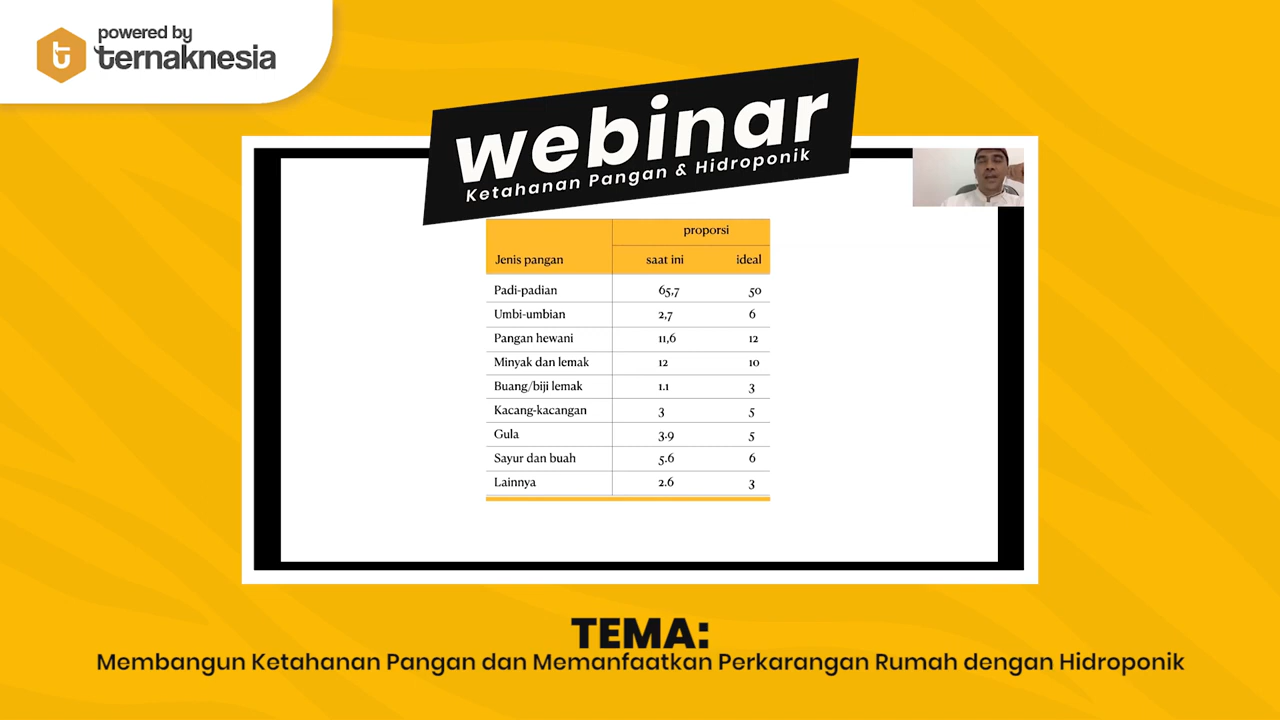 powered by
ternaknesia
webinar
Ketahanan Pangan & Hidroponik
proporsi
Jenis pangan saat ini ideal
Padi-padian 65,7 50
Umbi-umbian 2,7 6
Pangan hewani 11,6 12
Minyak dan lemak 12 10
Buang/biji lemak 1.1 3
Kacang-kacangan 3 5
Gula 3.9 5
Sayur dan buah 5.6 6
Lainnya 2.6 3
TEMA:
Membangun Ketahanan Pangan dan Memanfaatkan Perkarangan Rumah dengan Hidroponik